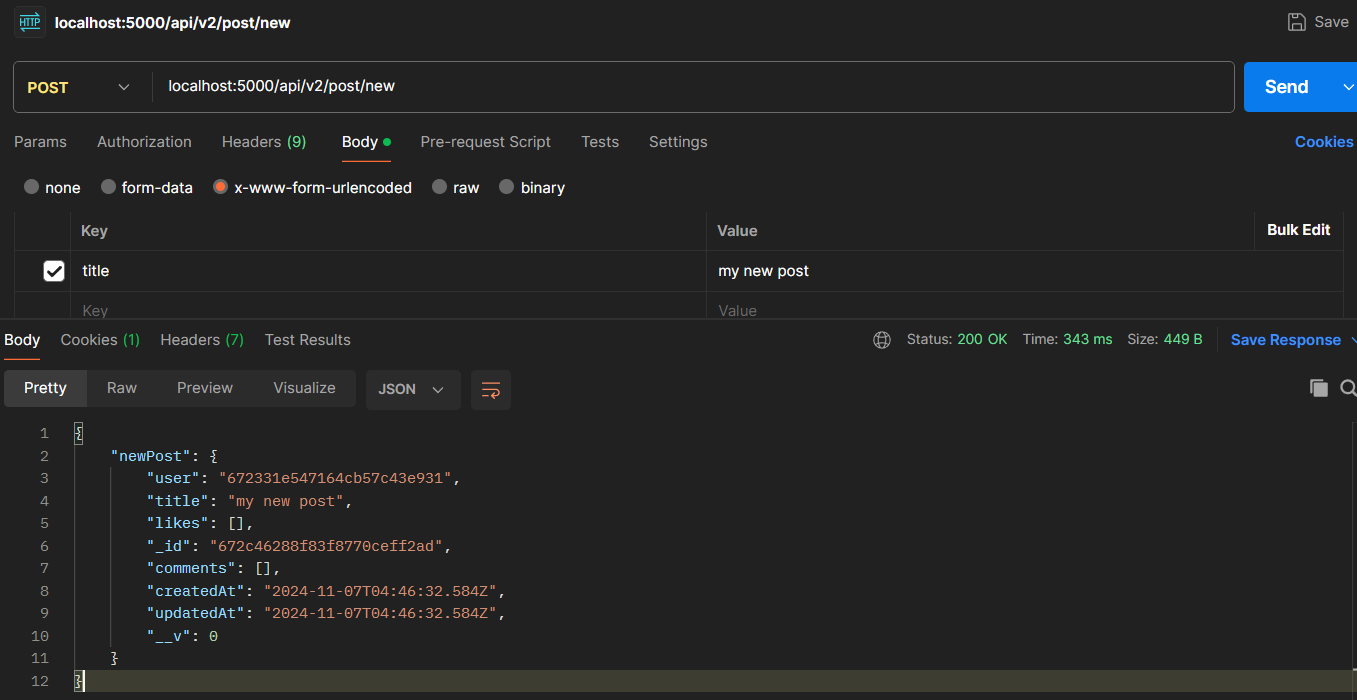 HTTP localhost:5000/api/v2/post/new Save
POST localhost:5000/api/v2/post/new Send
Params Authorization Headers (9) Body Pre-request Script Tests Settings Cookies
none form-data x-www-form-urlencoded raw binary
Key Value Bulk Edit
title my new post
Key Value
Body Cookies (1) Headers (7) Test Results Status: 200 OK Time: 343 ms Size: 449 B Save Response
Pretty Raw Preview Visualize JSON
1 {
2 "newPost": {
3 "user": "672331e547164cb57c43e931",
4 "title": "my new post",
5 "likes": [],
6 "_id": "672c46288f83f8770ceff2ad",
7 "comments": [],
8 "createdAt": "2024-11-07T04:46:32.584Z",
9 "updatedAt": "2024-11-07T04:46:32.584Z",
10 "__v": 0
11 }
12 }